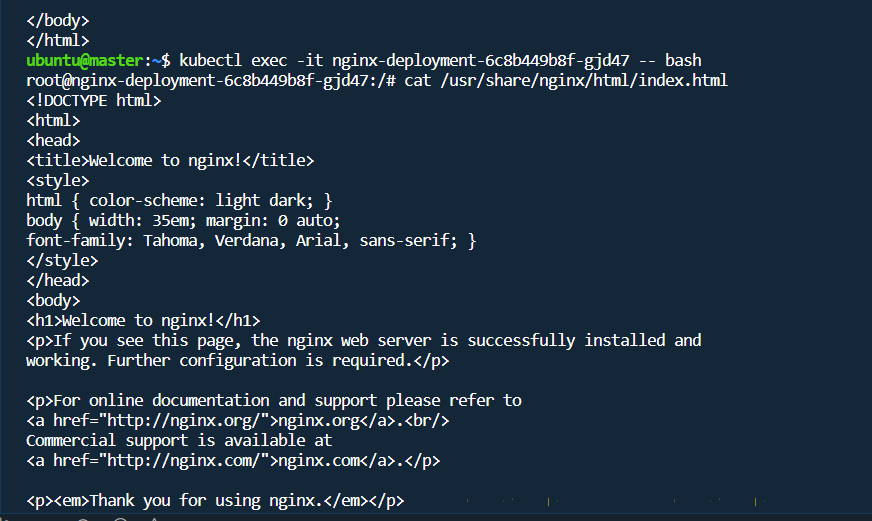 </body>
</html>
ubuntu@master:~$ kubectl exec -it nginx-deployment-6c8b449b8f-gjd47 -- bash
root@nginx-deployment-6c8b449b8f-gjd47:/# cat /usr/share/nginx/html/index.html
<!DOCTYPE html>
<html>
<head>
<title>Welcome to nginx!</title>
<style>
html { color-scheme: light dark; }
body { width: 35em; margin: 0 auto;
font-family: Tahoma, Verdana, Arial, sans-serif; }
</style>
</head>
<body>
<h1>Welcome to nginx!</h1>
<p>If you see this page, the nginx web server is successfully installed and
working. Further configuration is required.</p>
<p>For online documentation and support please refer to
<a href="http://nginx.org/">nginx.org</a>.<br/>
Commercial support is available at
<a href="http://nginx.com/">nginx.com</a>.</p>
<p><em>Thank you for using nginx.</em></p>